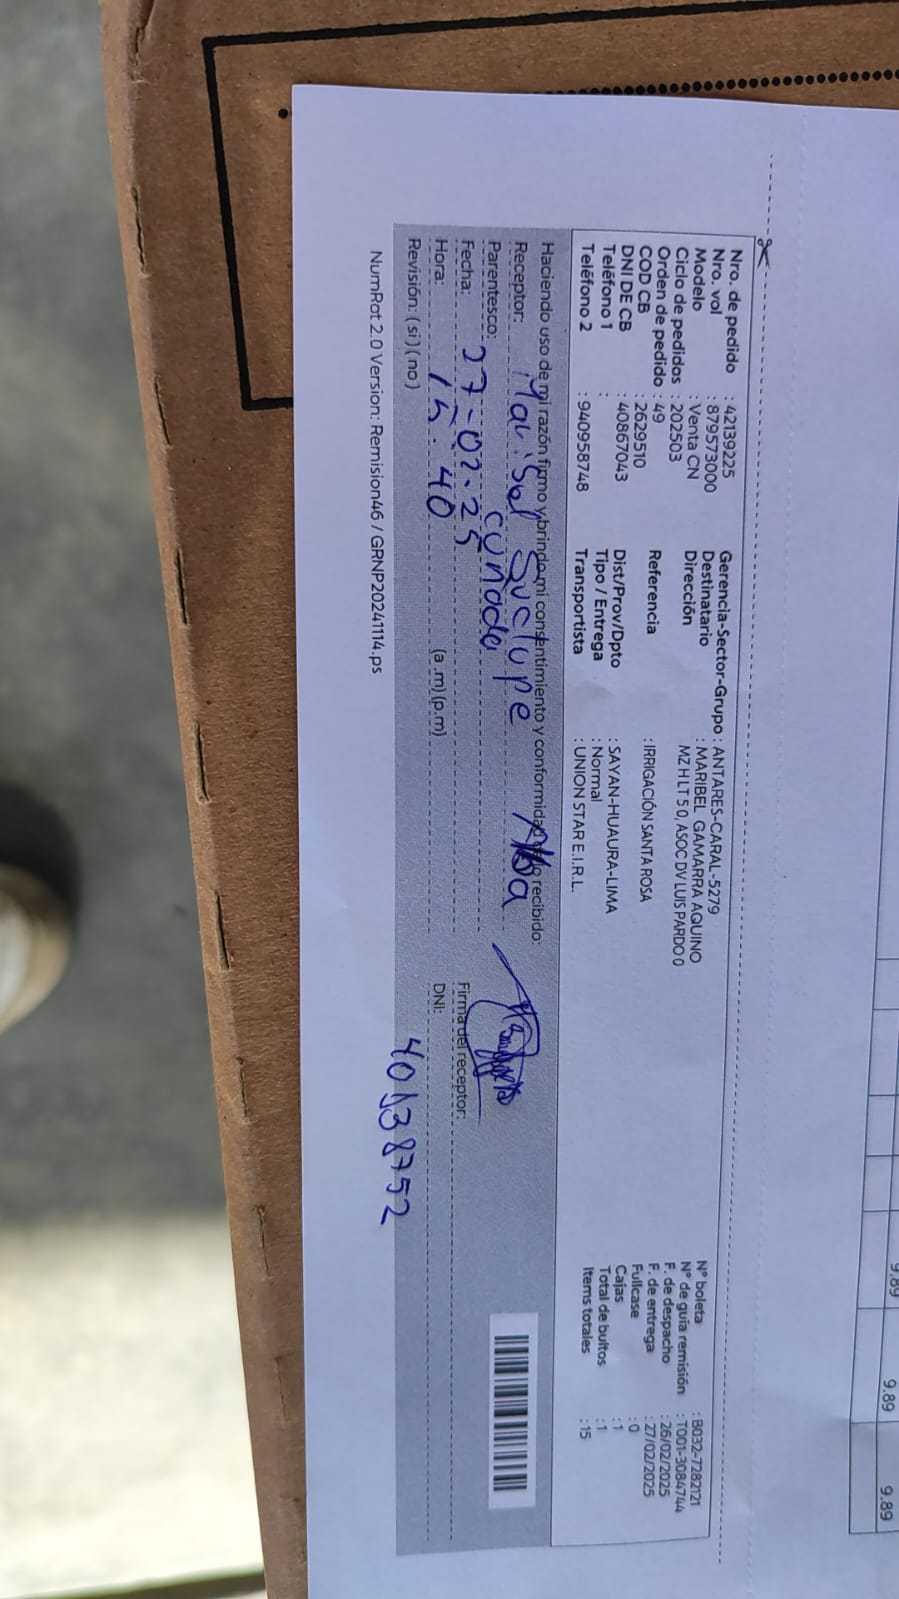 9.89
9.89
9.89
Nro. de pedido : 42139225
Nro. vol : 879573000
Modelo : Venta CN
Ciclo de pedidos : 202503
Orden de pedido : 49
COD CB : 2629510
DNI DE CB : 40867043
Teléfono 1 :
Teléfono 2 : 940958748
Gerencia-Sector-Grupo : ANTARES-CARAL-5279
Destinatario : MARIBEL GAMARRA AQUINO
Dirección MZ H LT 5 0, ASOC DV LUIS PARDO 0
Referencia : IRRIGACIÓN SANTA ROSA
Dist/Prov/Dpto : SAYAN-HUAURA-LIMA
Tipo / Entrega : Normal
Transportista : UNION STAR E.I.R.L.
N° boleta : B032-7282121
N° de guía remisión : T001-3084744
F. de despacho : 26/02/2025
F. de entrega : 27/02/2025
Fullcase : 0
Cajas : 1
Total de bultos : 1
Items totales : 15
Haciendo uso de mi razón firmo y brindo mi consentimiento y conformidad de lo recibido:
Receptor: Marisel Suclupe Alba
Parentesco: cuñada
Fecha: 27-02-25
Hora: 15.40 (a .m) (p.m)
Revisión: ( si ) ( no )
Firma del receptor:
DNI: 40138752
NumRot 2.0 Version: Remision46 / GRNP20241114.ps